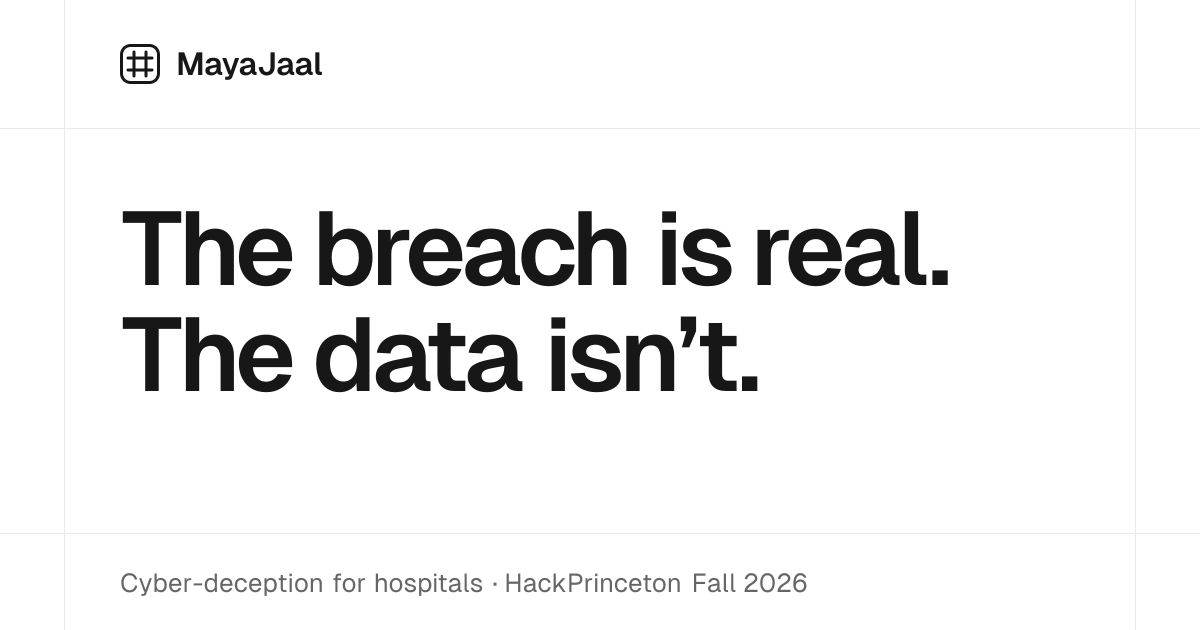 MayaJaal
The breach is real.
The data isn’t.
Cyber-deception for hospitals · HackPrinceton Fall 2026